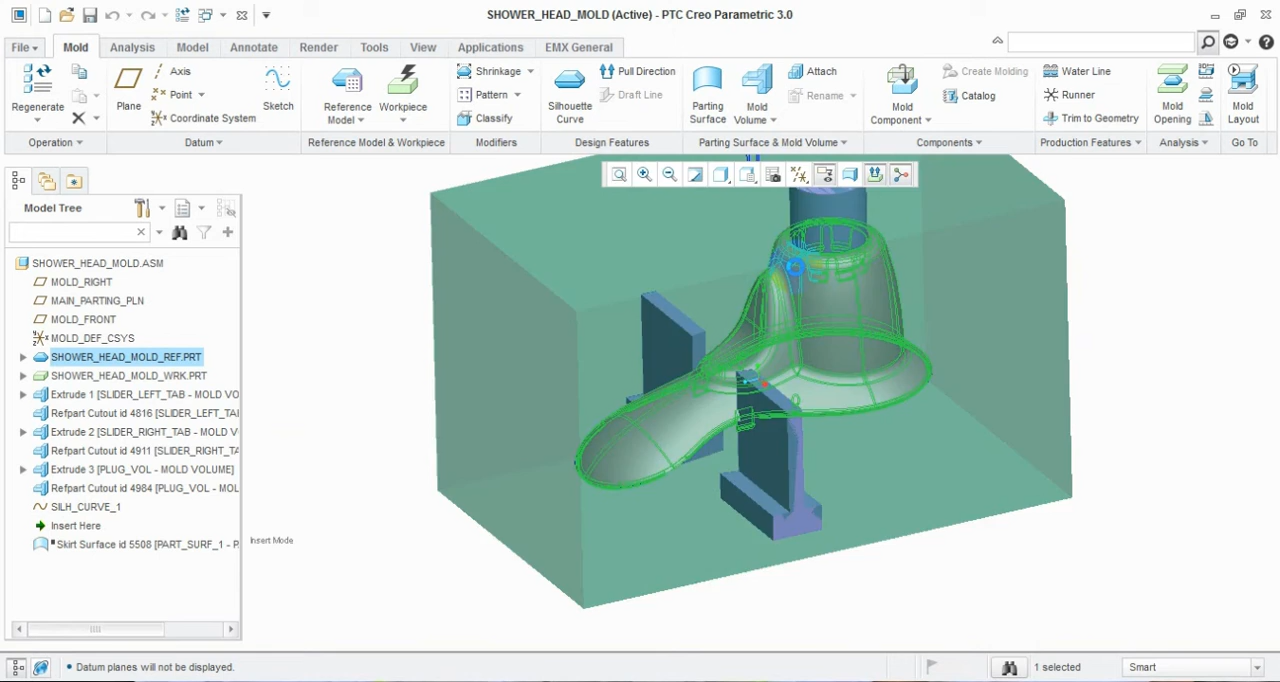 SHOWER_HEAD_MOLD (Active) - PTC Creo Parametric 3.0
File Mold Analysis Model Annotate Render Tools View Applications EMX General
Regenerate
Operation
Plane
Axis
Point
Coordinate System
Sketch
Datum
Reference Model
Workpiece
Reference Model & Workpiece
Shrinkage
Pattern
Classify
Modifiers
Silhouette Curve
Pull Direction
Draft Line
Design Features
Parting Surface
Mold Volume
Attach
Rename
Parting Surface & Mold Volume
Mold Component
Create Molding
Catalog
Components
Water Line
Runner
Trim to Geometry
Production Features
Mold Opening
Analysis
Mold Layout
Go To
Model Tree
SHOWER_HEAD_MOLD.ASM
MOLD_RIGHT
MAIN_PARTING_PLN
MOLD_FRONT
MOLD_DEF_CSYS
SHOWER_HEAD_MOLD_REF.PRT
SHOWER_HEAD_MOLD_WRK.PRT
Extrude 1 [SLIDER_LEFT_TAB - MOLD VO
Refpart Cutout id 4816 [SLIDER_LEFT_TA
Extrude 2 [SLIDER_RIGHT_TAB - MOLD V
Refpart Cutout id 4911 [SLIDER_RIGHT_TA
Extrude 3 [PLUG_VOL - MOLD VOLUME]
Refpart Cutout id 4984 [PLUG_VOL - MOL
SILH_CURVE_1
Insert Here
Skirt Surface id 5508 [PART_SURF_1 - P
Insert Mode
0
Datum planes will not be displayed.
1 selected
Smart